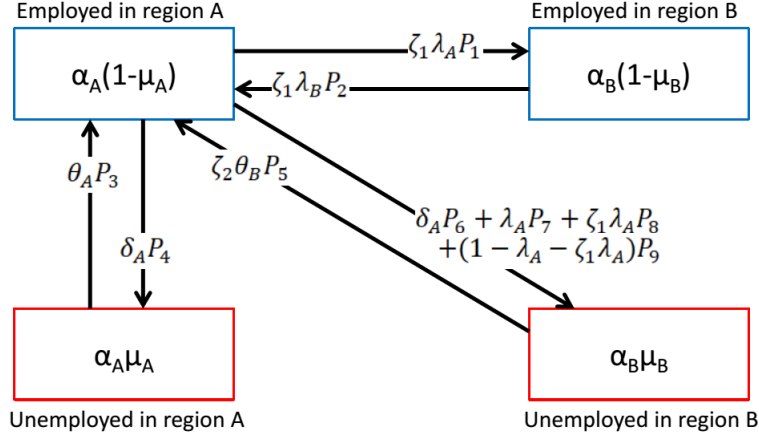 Employed in region A
Employed in region B
α_A(1-μ_A)
ζ₁λ_A P₁
α_B(1-μ_B)
ζ₁λ_B P₂
θ_A P₃
ζ₂θ_B P₅
δ_A P₆ + λ_A P₇ + ζ₁λ_A P₈
+(1 − λ_A − ζ₁λ_A)P₉
δ_A P₄
α_Aμ_A
α_Bμ_B
Unemployed in region A
Unemployed in region B